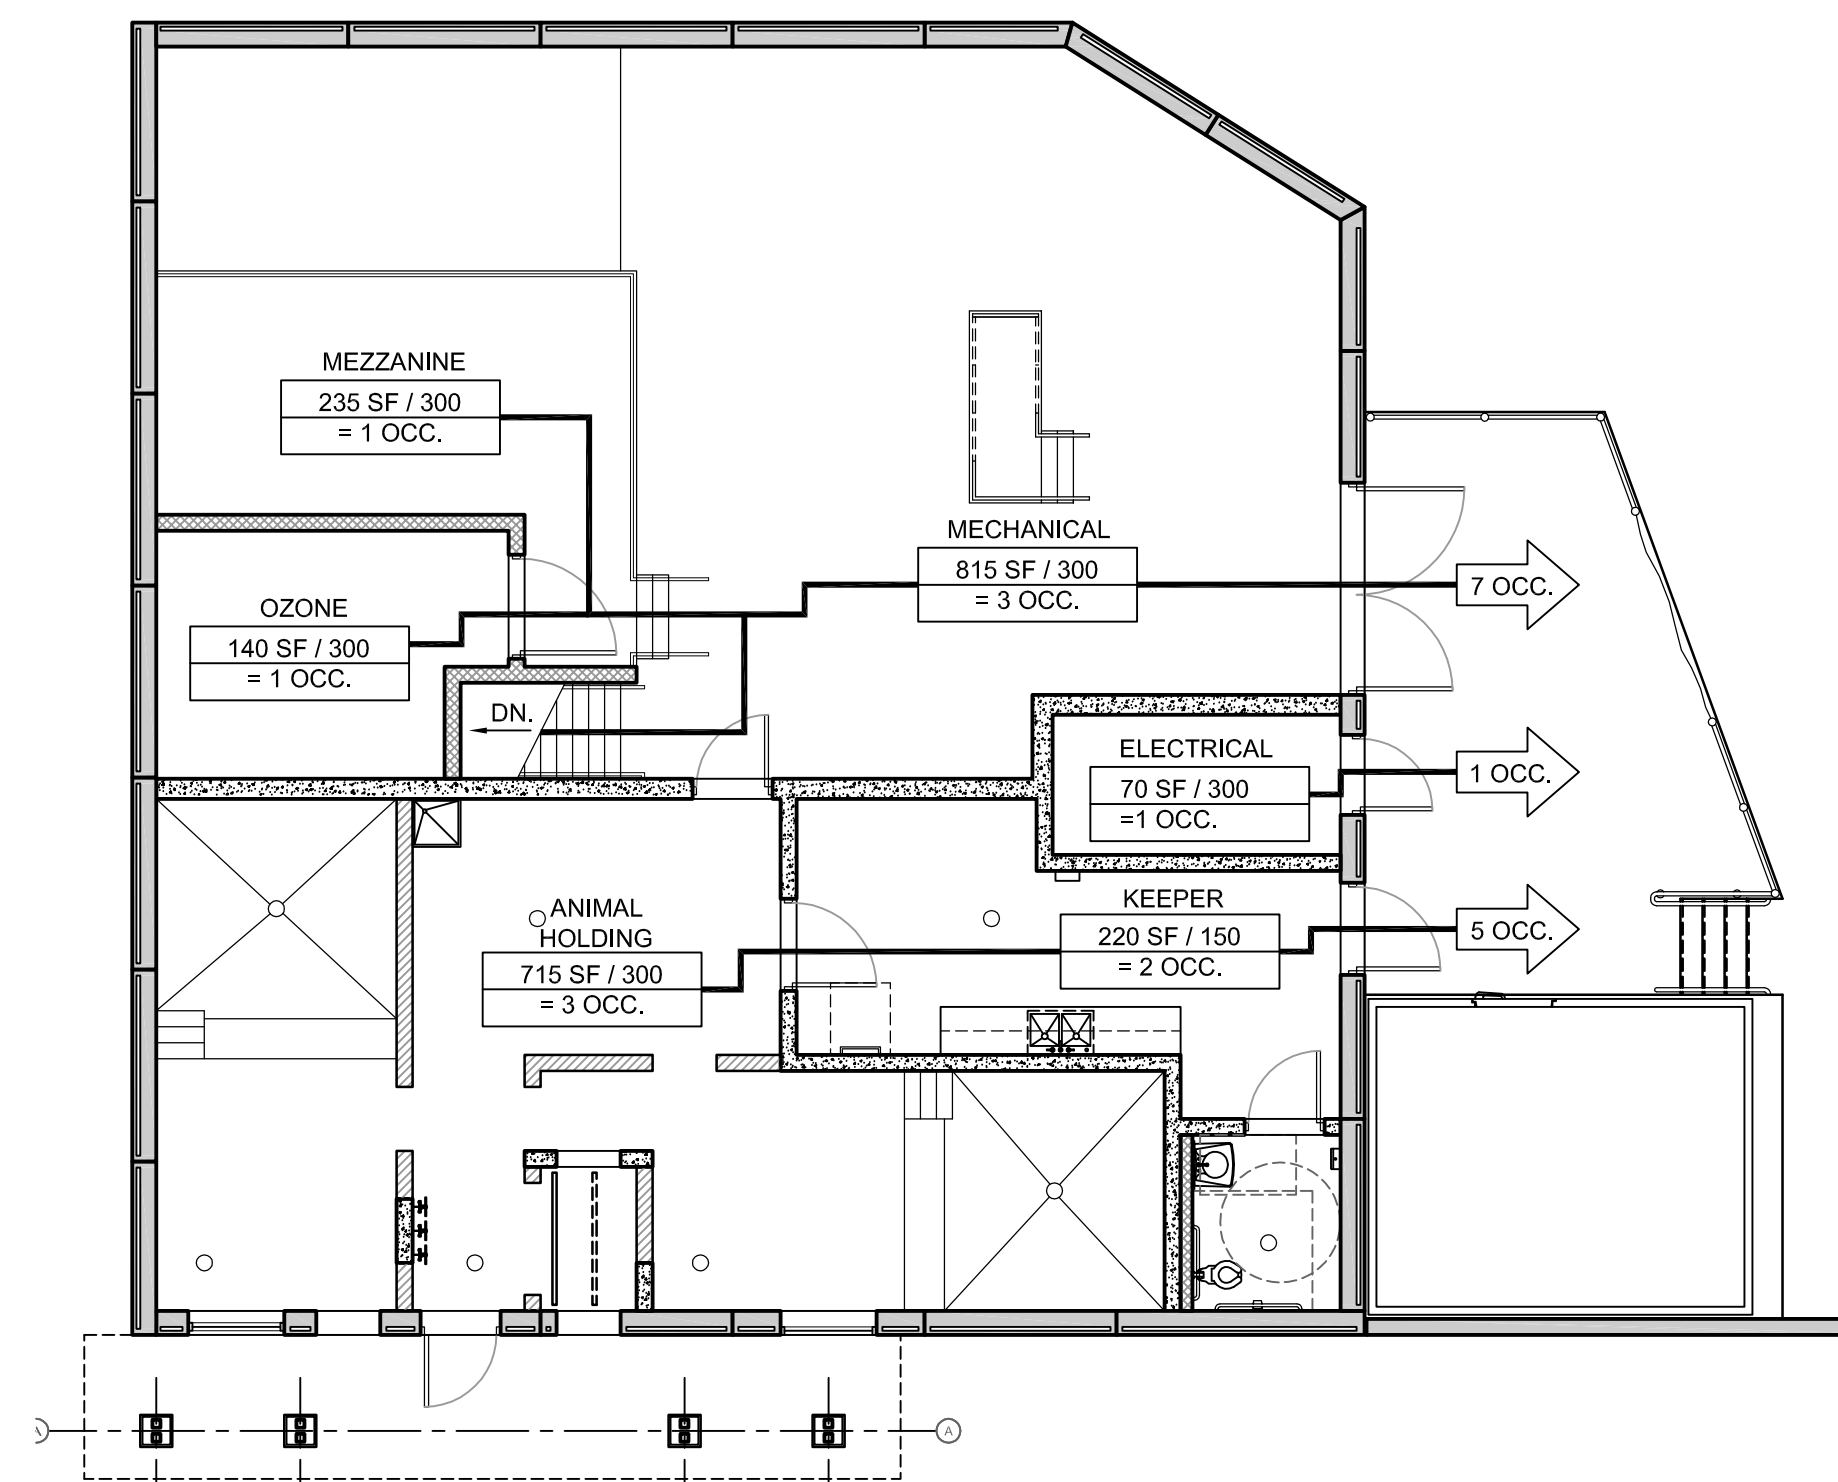 MEZZANINE
235 SF / 300
= 1 OCC.
MECHANICAL
815 SF / 300
= 3 OCC.
7 OCC.
OZONE
140 SF / 300
= 1 OCC.
DN.
ELECTRICAL
70 SF / 300
=1 OCC.
1 OCC.
ANIMAL
HOLDING
715 SF / 300
= 3 OCC.
KEEPER
220 SF / 150
= 2 OCC.
5 OCC.
A
A